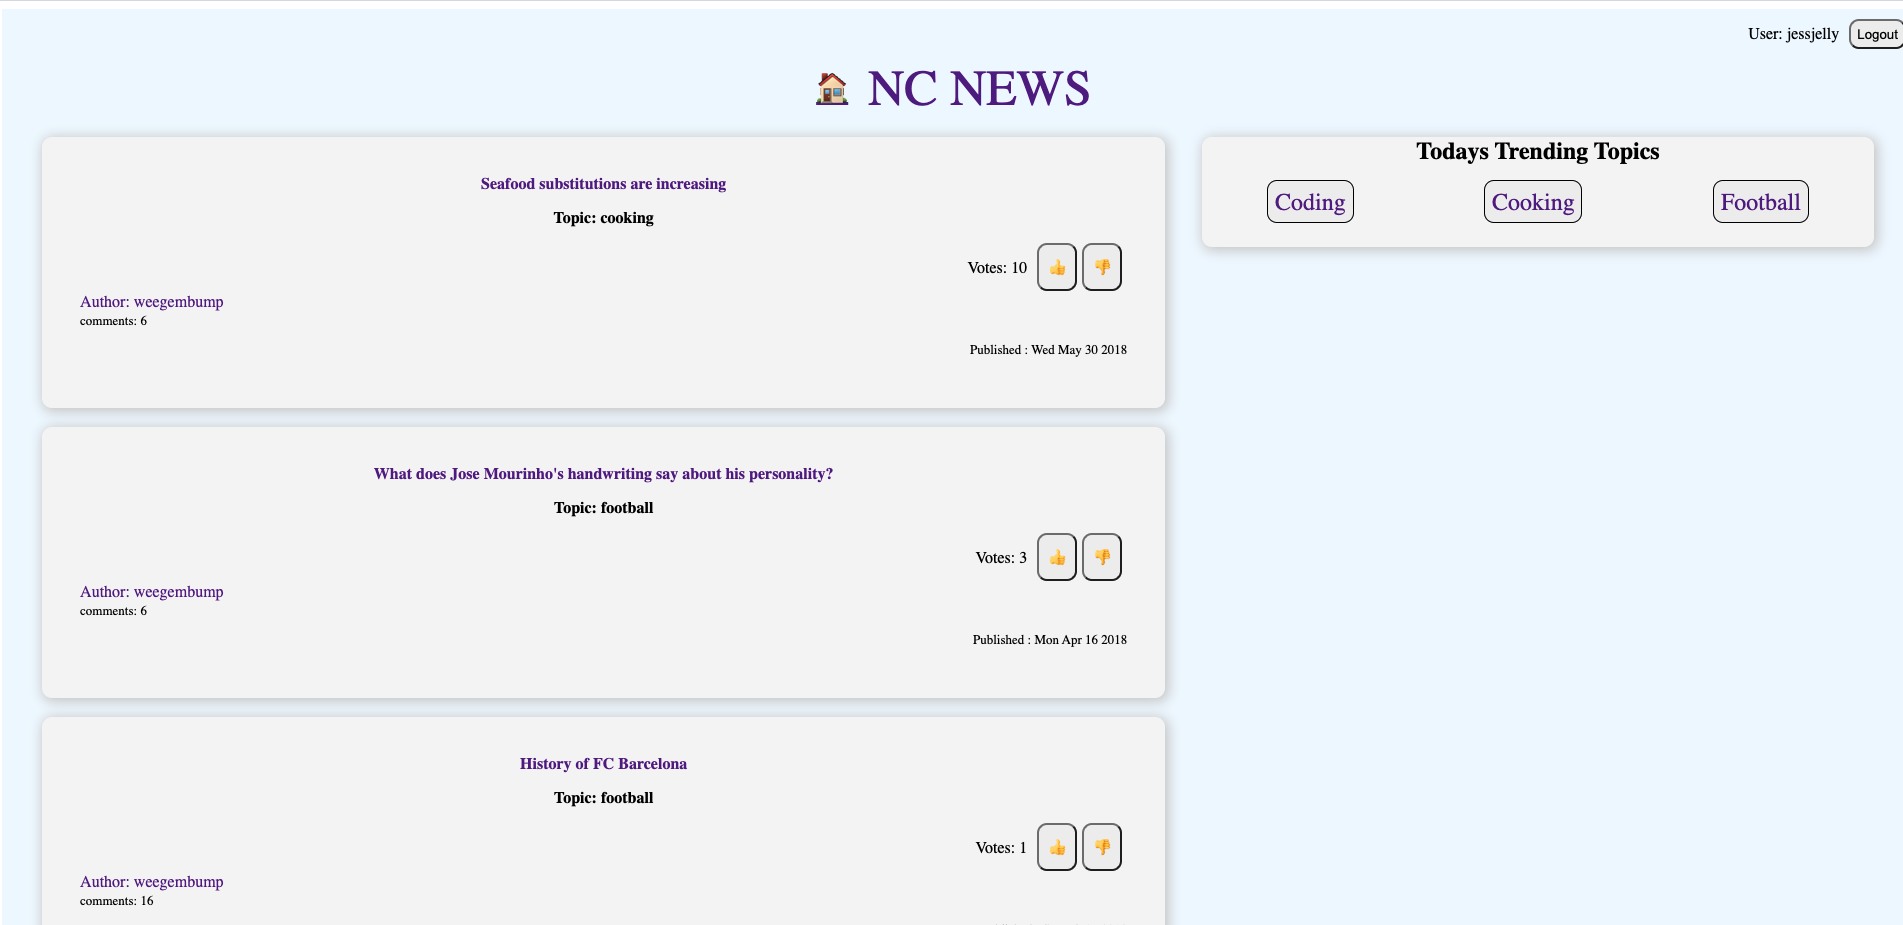 User: jessjelly Logout
NC NEWS
Seafood substitutions are increasing
Topic: cooking
Votes: 10
Author: weegembump
comments: 6
Published : Wed May 30 2018
What does Jose Mourinho's handwriting say about his personality?
Topic: football
Votes: 3
Author: weegembump
comments: 6
Published : Mon Apr 16 2018
History of FC Barcelona
Topic: football
Votes: 1
Author: weegembump
comments: 16
Todays Trending Topics
Coding Cooking Football